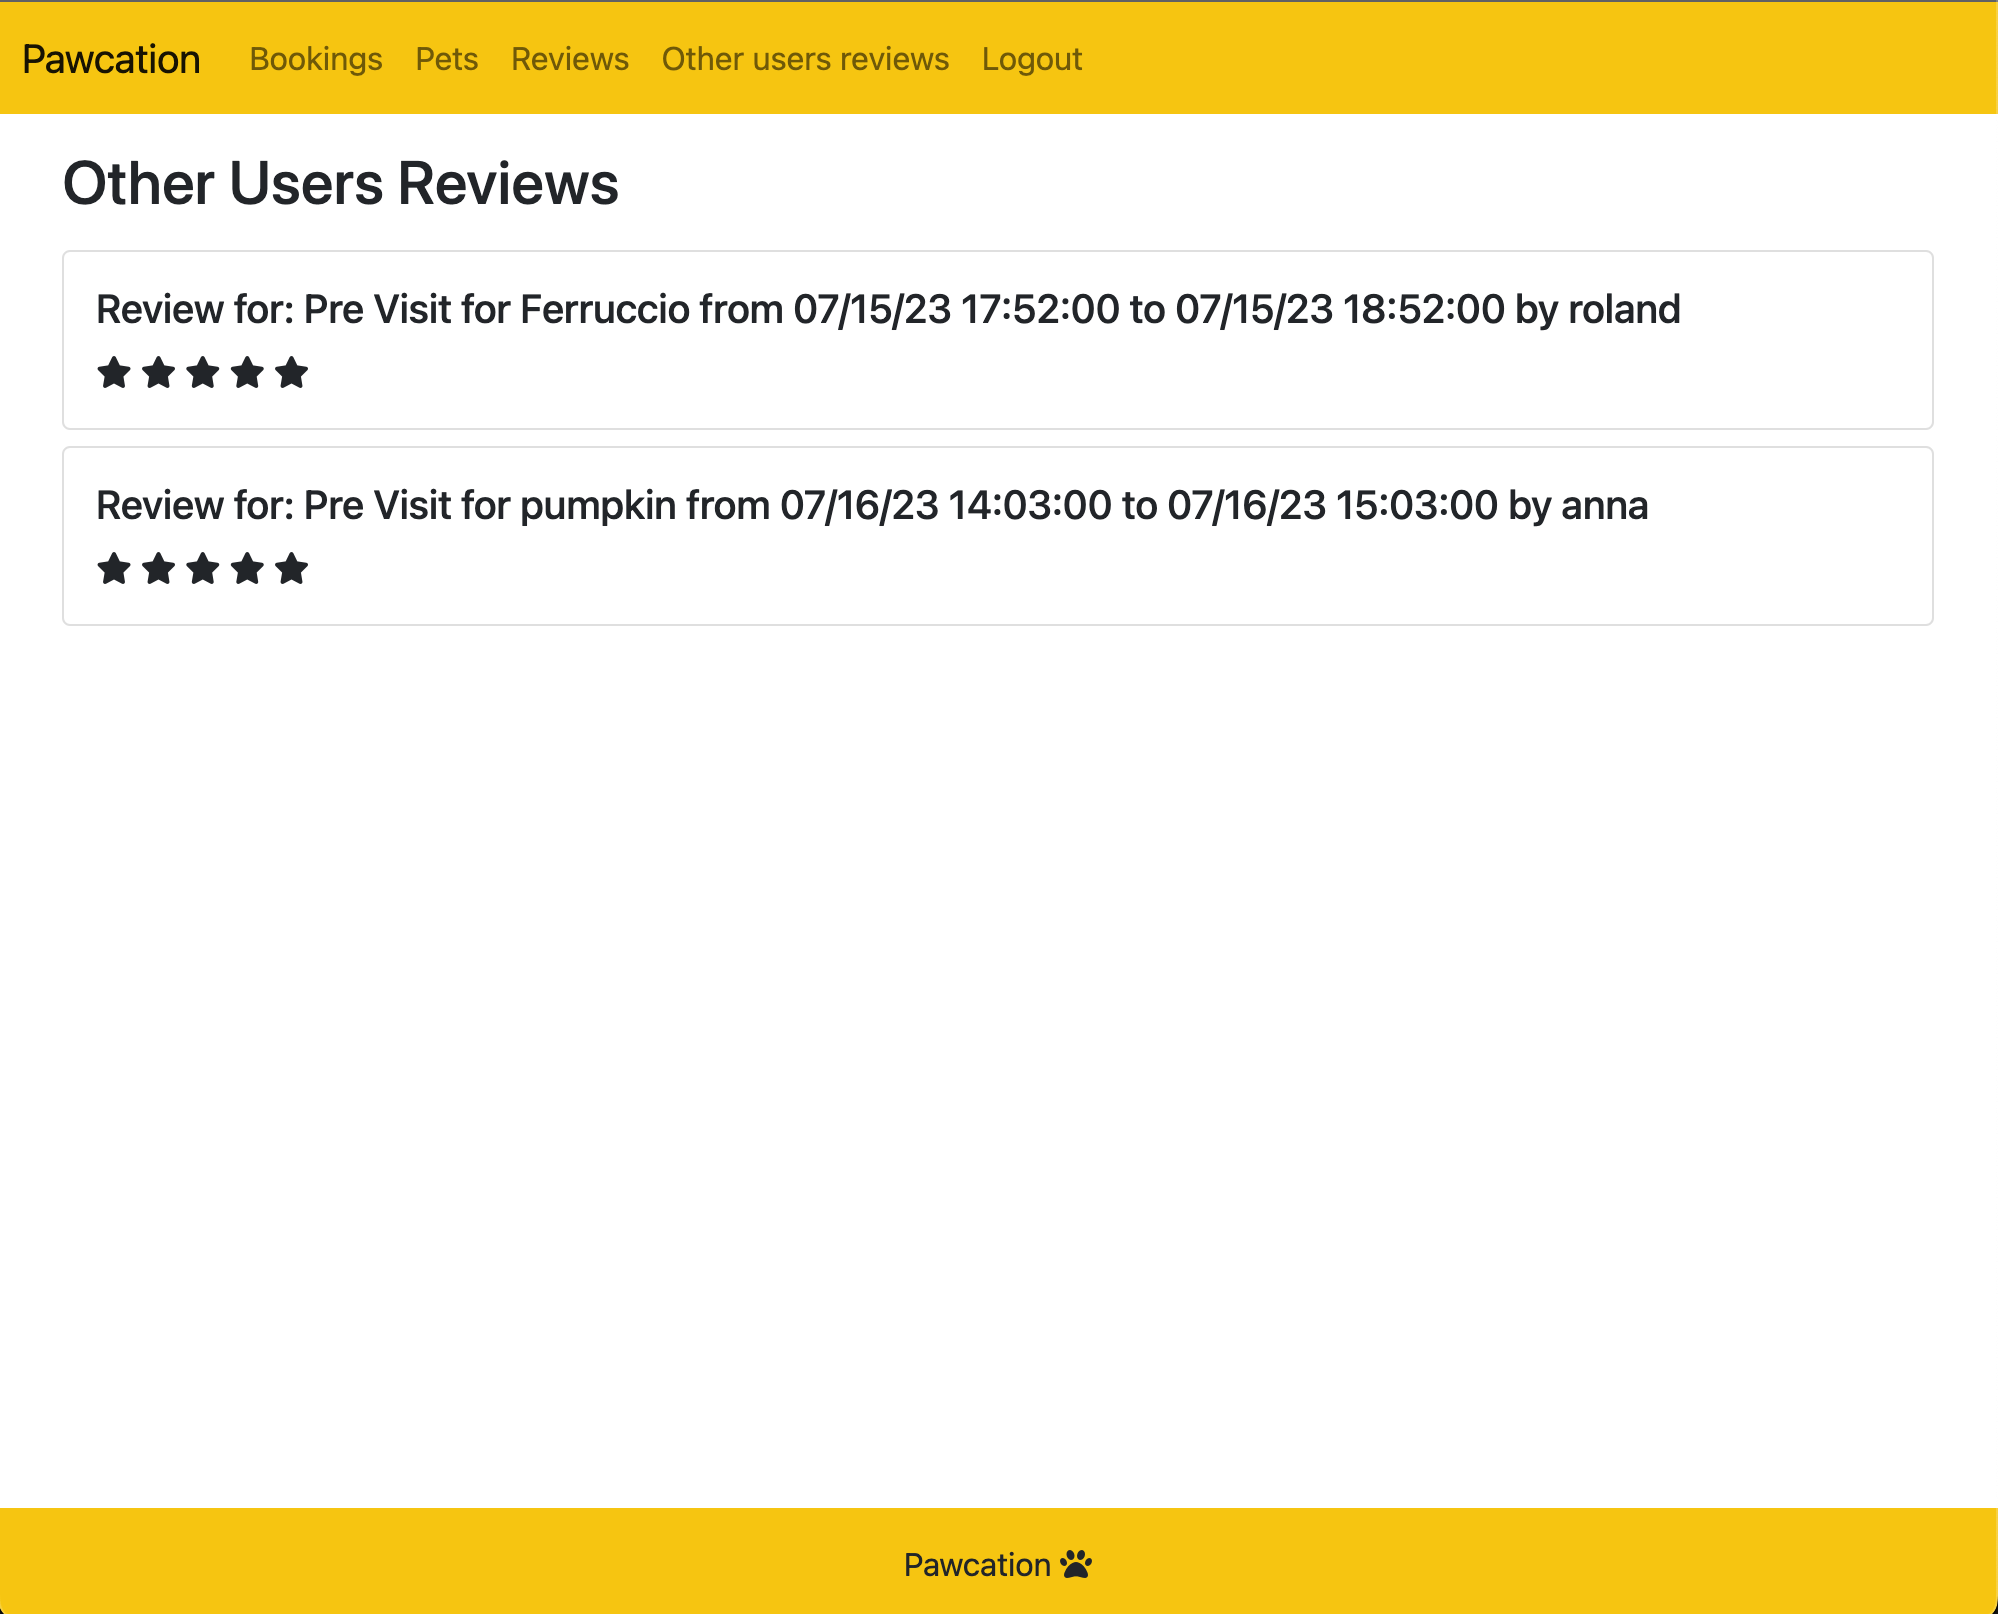 Pawcation Bookings Pets Reviews Other users reviews Logout
Other Users Reviews
Review for: Pre Visit for Ferruccio from 07/15/23 17:52:00 to 07/15/23 18:52:00 by roland
Review for: Pre Visit for pumpkin from 07/16/23 14:03:00 to 07/16/23 15:03:00 by anna
Pawcation